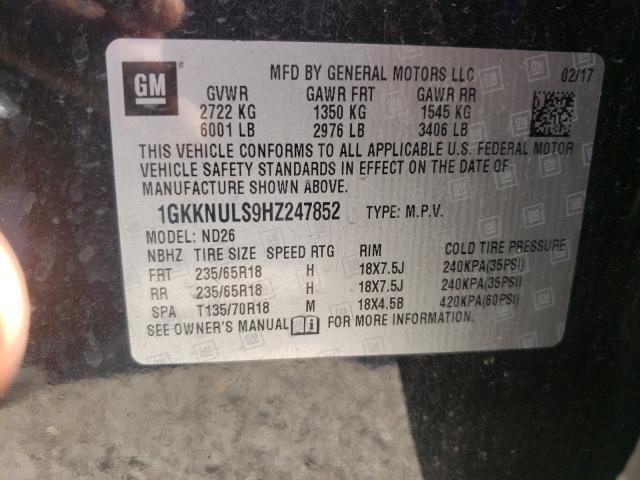 GM
MFD BY GENERAL MOTORS LLC 02/17
GVWR GAWR FRT GAWR RR
2722 KG 1350 KG 1545 KG
6001 LB 2976 LB 3406 LB
THIS VEHICLE CONFORMS TO ALL APPLICABLE U.S. FEDERAL MOTOR
VEHICLE SAFETY STANDARDS IN EFFECT ON THE DATE OF
MANUFACTURE SHOWN ABOVE.
1GKKNULS9HZ247852 TYPE: M.P.V.
MODEL: ND26
NBHZ TIRE SIZE SPEED RTG RIM COLD TIRE PRESSURE
FRT 235/65R18 H 18X7.5J 240KPA(35PSI)
RR 235/65R18 H 18X7.5J 240KPA(35PSI)
SPA T135/70R18 M 18X4.5B 420KPA(60PSI)
SEE OWNER'S MANUAL FOR MORE INFORMATION.